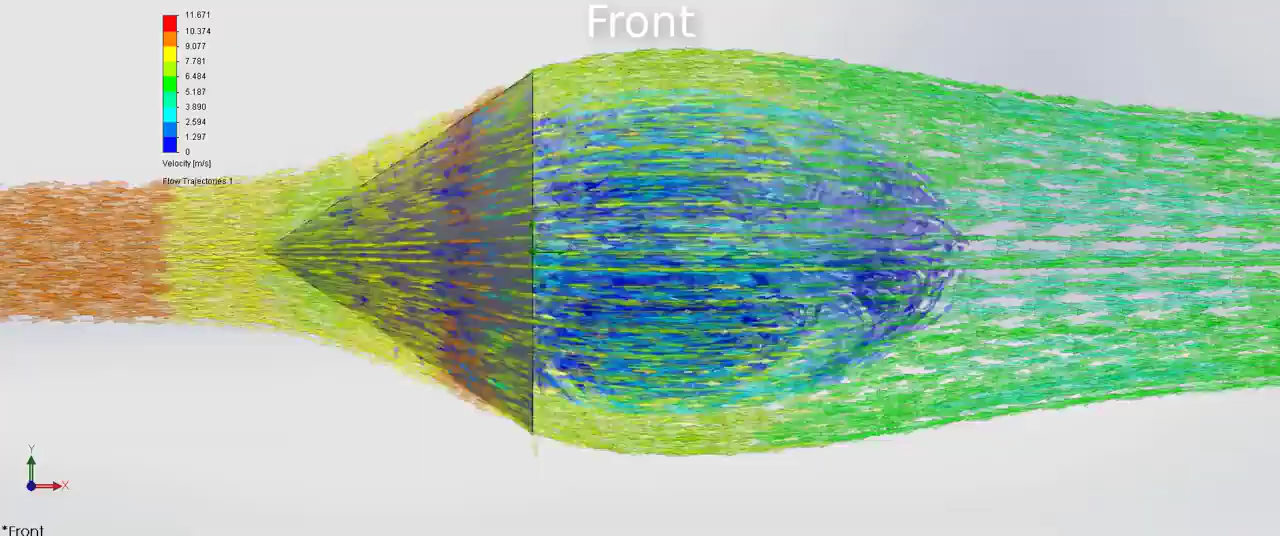 Front
11.671
10.374
9.077
7.781
6.484
5.187
3.890
2.594
1.297
0
Velocity [m/s]
Flow Trajectories 1
Y
X
*Front